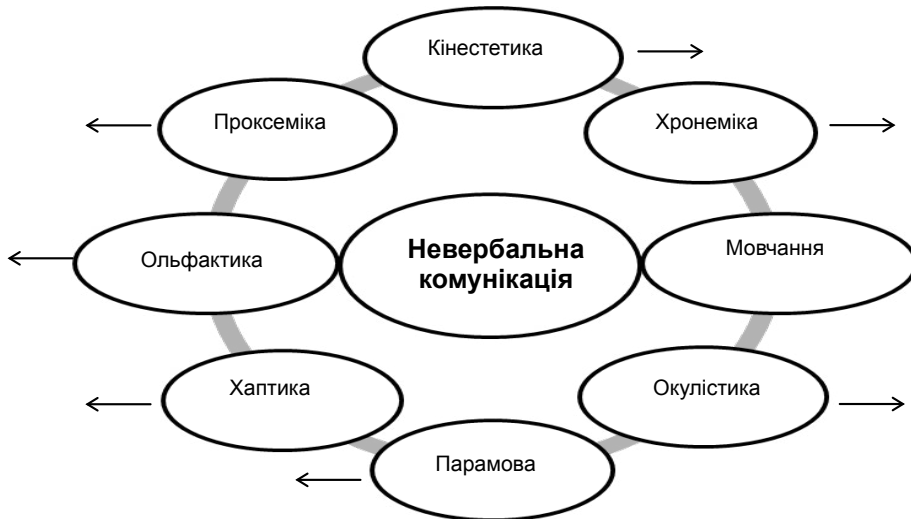 Кінестетика
Проксеміка
Хронеміка
Ольфактика
Невербальна
комунікація
Мовчання
Хаптика
Окулістика
Парамова